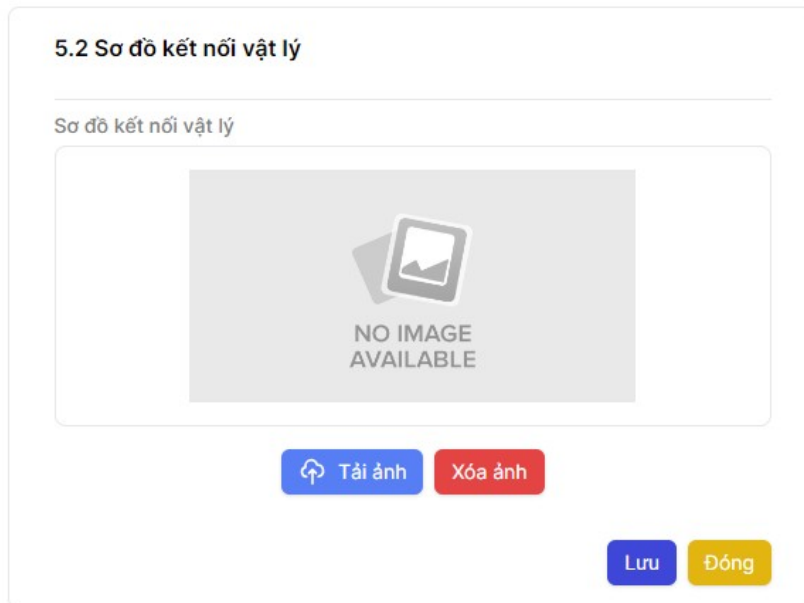 5.2 Sơ đồ kết nối vật lý
Sơ đồ kết nối vật lý
NO IMAGE
AVAILABLE
Tải ảnh Xóa ảnh
Lưu Đóng